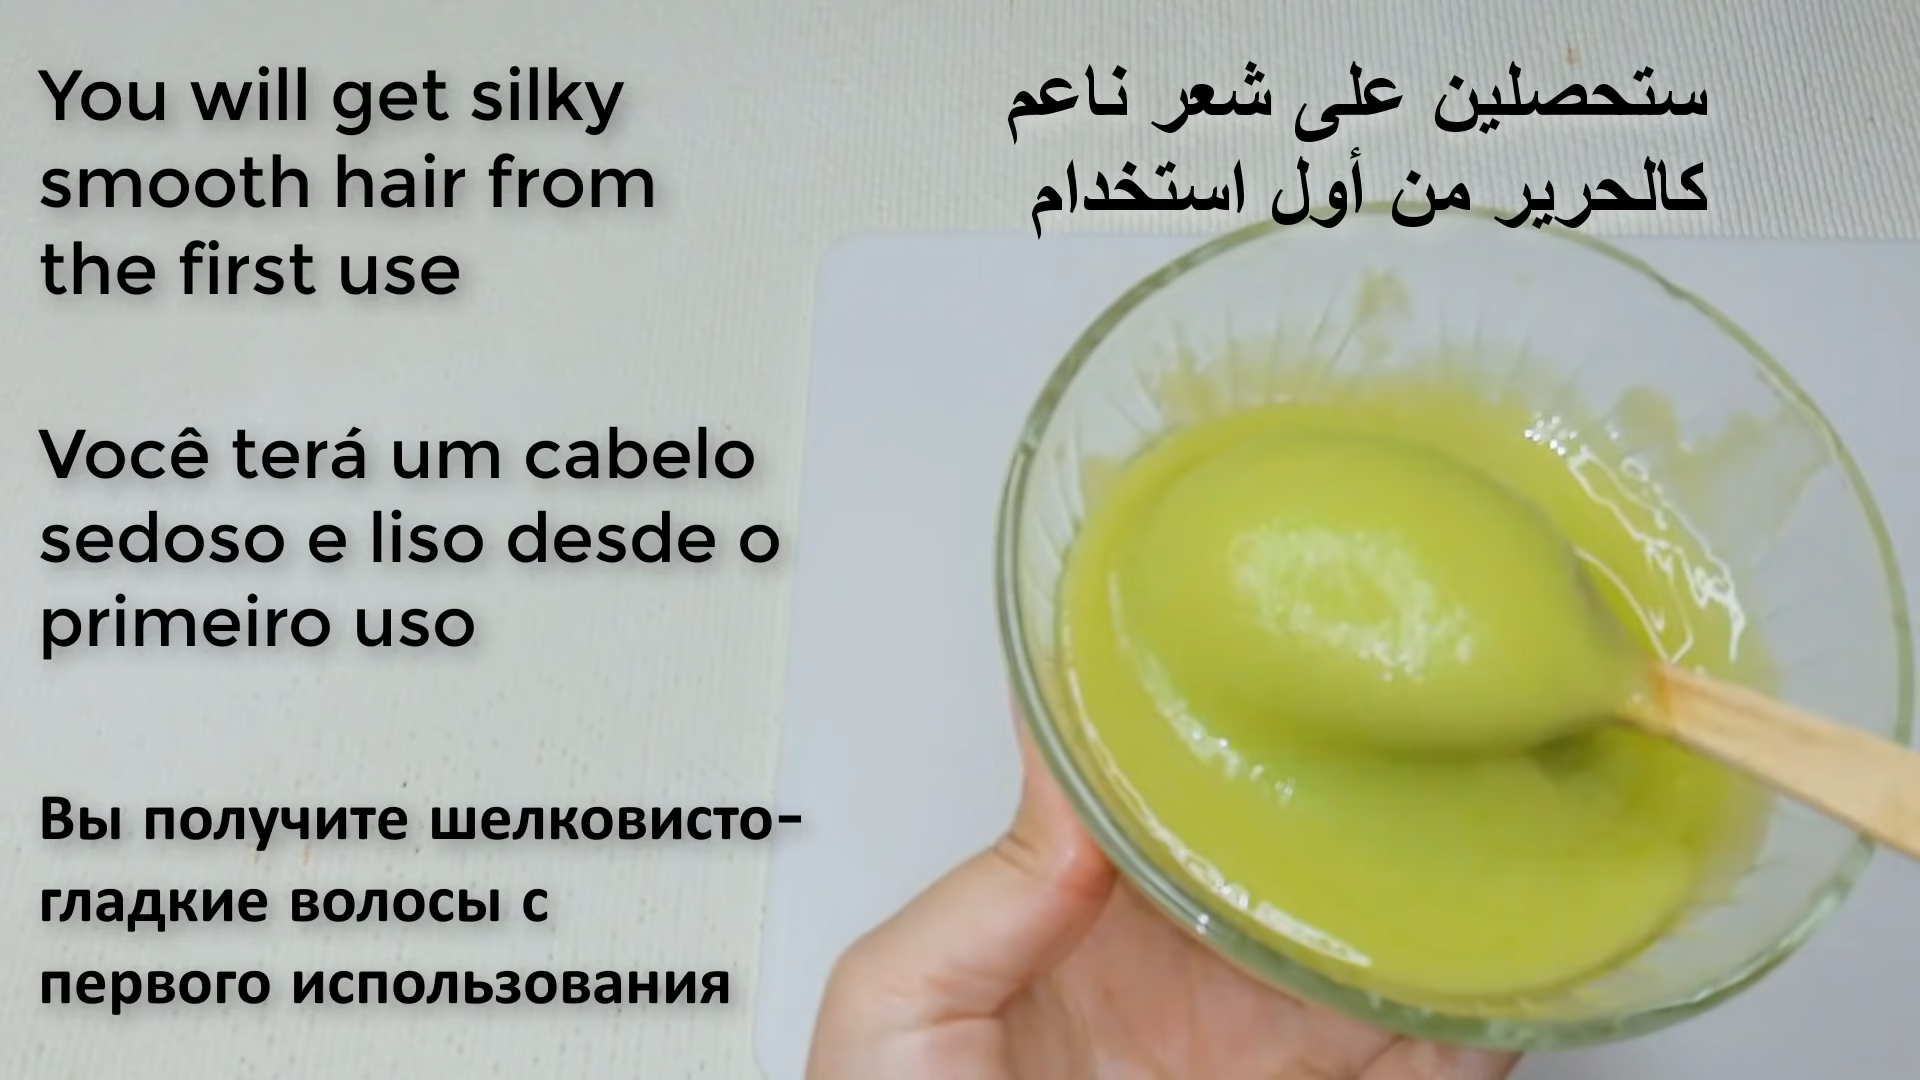 You will get silky
smooth hair from
the first use
ستحصلين على شعر ناعم
كالحرير من أول استخدام
Você terá um cabelo
sedoso e liso desde o
primeiro uso
Вы получите шелковисто-
гладкие волосы с
первого использования